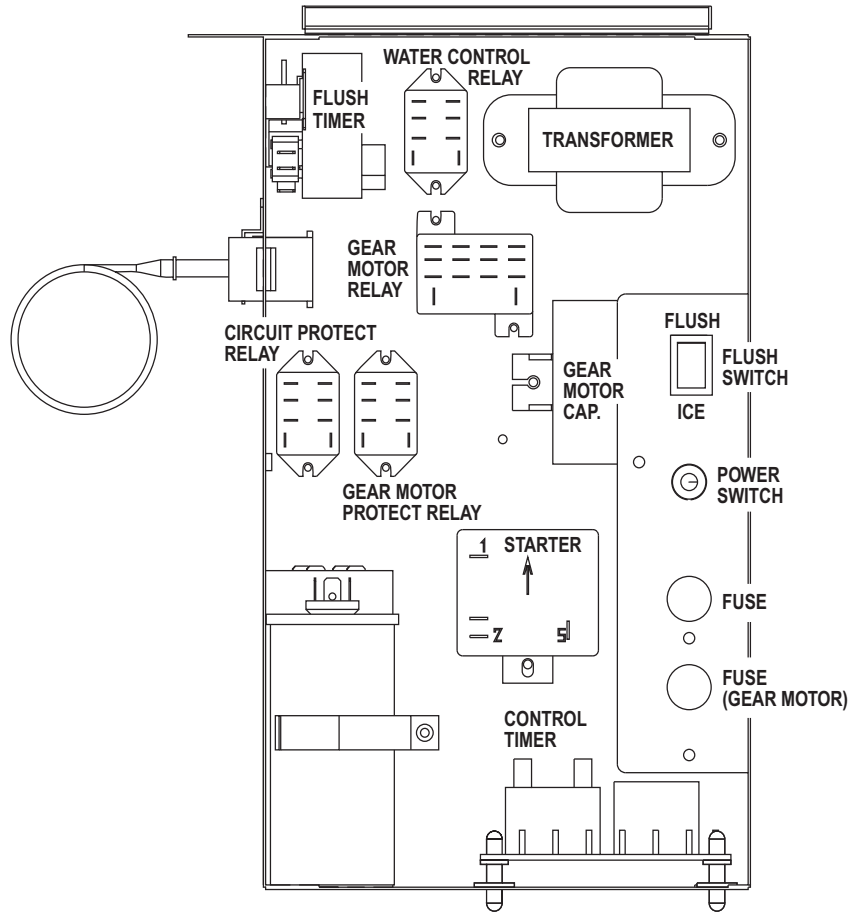 WATER CONTROL
RELAY
FLUSH
TIMER
TRANSFORMER
GEAR
MOTOR
RELAY
CIRCUIT PROTECT
RELAY
GEAR
MOTOR
CAP.
FLUSH
FLUSH
SWITCH
ICE
GEAR MOTOR
PROTECT RELAY
POWER
SWITCH
1 STARTER
2
5
FUSE
FUSE
(GEAR MOTOR)
CONTROL
TIMER